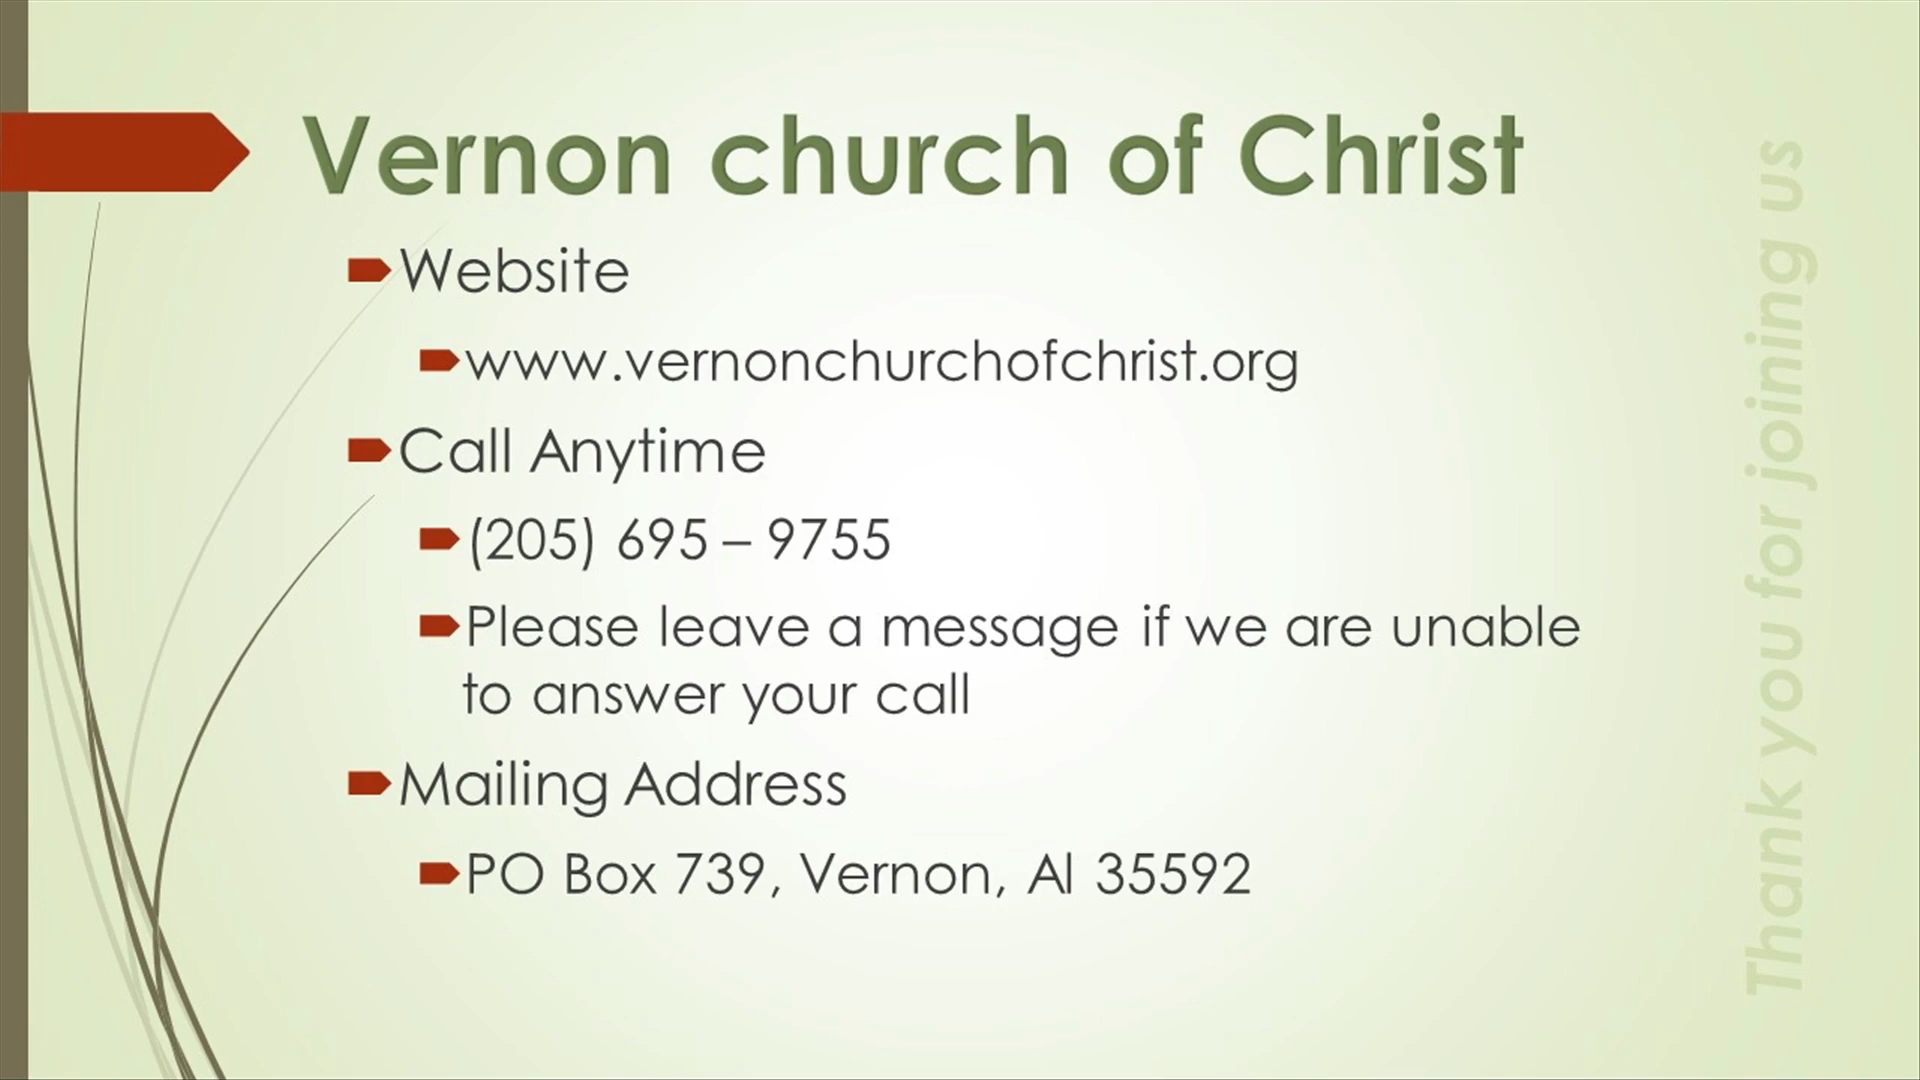 Vernon church of Christ
Website
www.vernonchurchofchrist.org
Call Anytime
(205) 695 – 9755
Please leave a message if we are unable
to answer your call
Mailing Address
PO Box 739, Vernon, Al 35592
Thank you for joining us